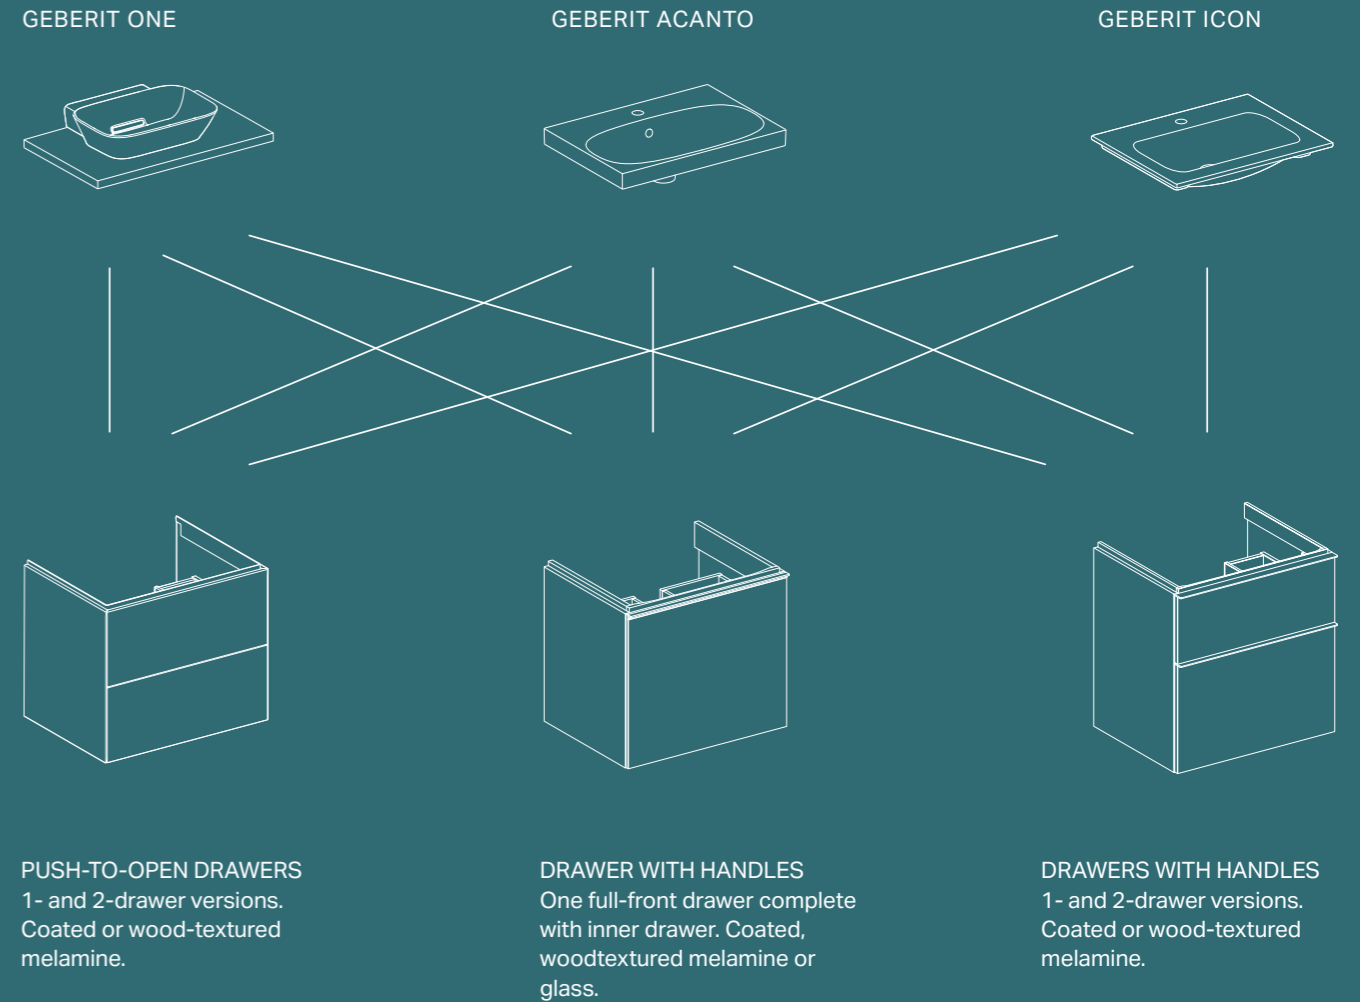 GEBERIT ONE
GEBERIT ACANTO
GEBERIT ICON
PUSH-TO-OPEN DRAWERS
1- and 2-drawer versions.
Coated or wood-textured
melamine.
DRAWER WITH HANDLES
One full-front drawer complete
with inner drawer. Coated,
woodtextured melamine or
glass.
DRAWERS WITH HANDLES
1- and 2-drawer versions.
Coated or wood-textured
melamine.